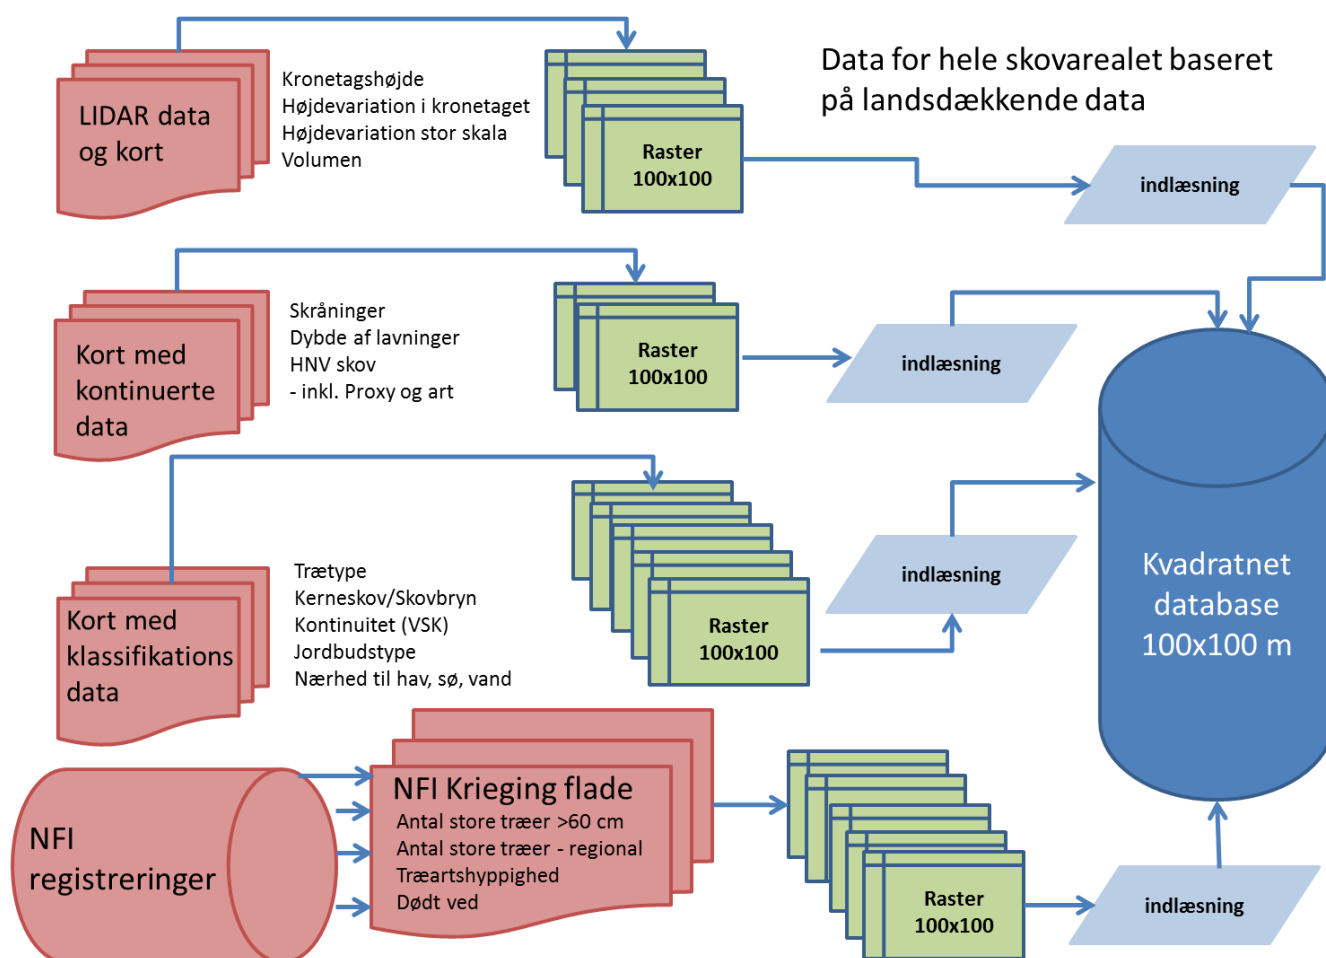 Data for hele skovarealet baseret
på landsdækkende data
LIDAR data
og kort
Kronetagshøjde
Højdevariation i kronetaget
Højdevariation stor skala
Volumen
Raster
100x100
indlæsning
Kort med
kontinuerte
data
Skråninger
Dybde af lavninger
HNV skov
- inkl. Proxy og art
Raster
100x100
indlæsning
Kort med
klassifikations
data
Trætype
Kerneskov/Skovbryn
Kontinuitet (VSK)
Jordbudstype
Nærhed til hav, sø, vand
Raster
100x100
indlæsning
Kvadratnet
database
100x100 m
NFI
registreringer
NFI Krieging flade
Antal store træer >60 cm
Antal store træer - regional
Træartshyppighed
Dødt ved
Raster
100x100
indlæsning